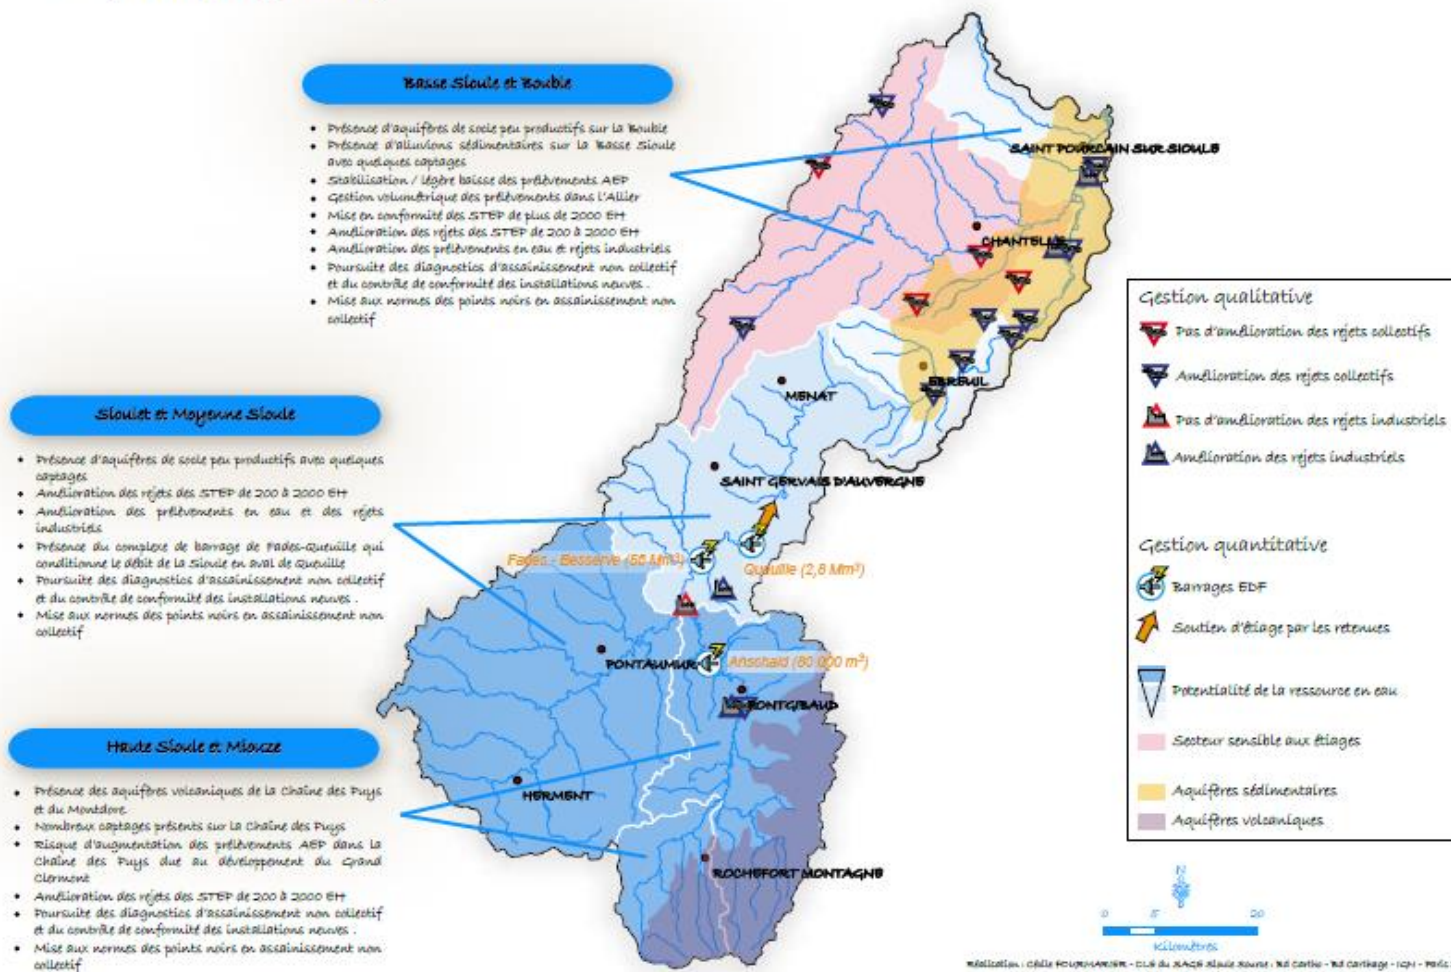 Basse Sioule et Bouble
• Présence d'aquifères de socle peu productifs sur la Bouble
• Présence d'alluvions sédimentaires sur la Basse Sioule
avec quelques captages
• Stabilisation / légère baisse des prélèvements AEP
• Gestion volumétrique des prélèvements dans l'Allier
• Mise en conformité des STEP de plus de 2000 EH
• Amélioration des rejets des STEP de 200 à 2000 EH
• Amélioration des prélèvements en eau et rejets industriels
• Poursuite des diagnostics d'assainissement non collectif
et du contrôle de conformité des installations neuves .
• Mise aux normes des points noirs en assainissement non
collectif
Sioulet et Moyenne Sioule
• Présence d'aquifères de socle peu productifs avec quelques
captages
• Amélioration des rejets des STEP de 200 à 2000 EH
• Amélioration des prélèvements en eau et des rejets
industriels
• Présence du complexe de barrage de Fades-Queuille qui
conditionne le débit de la Sioule en aval de Queuille
• Poursuite des diagnostics d'assainissement non collectif
et du contrôle de conformité des installations neuves .
• Mise aux normes des points noirs en assainissement non
collectif
Haute Sioule et Miouze
• Présence des aquifères volcaniques de la Chaîne des Puys
et du Montdore
• Nombreux captages présents sur la Chaîne des Puys
• Risque d'augmentation des prélèvements AEP dans la
Chaîne des Puys due au développement du Grand
Clermont
• Amélioration des rejets des STEP de 200 à 2000 EH
• Poursuite des diagnostics d'assainissement non collectif
et du contrôle de conformité des installations neuves .
• Mise aux normes des points noirs en assainissement non
collectif
SAINT POURCAIN SUR SIOULE
CHANTELLE
EBREUIL
MENAT
SAINT GERVAIS D'AUVERGNE
Fades - Besserve (56 Mm³)
Queuille (2,8 Mm³)
PONTAUMUR
Anschald (80 000 m³)
PONTGIBAUD
HERMENT
ROCHEFORT MONTAGNE
Gestion qualitative
Pas d'amélioration des rejets collectifs
Amélioration des rejets collectifs
Pas d'amélioration des rejets industriels
Amélioration des rejets industriels
Gestion quantitative
Barrages EDF
Soutien d'étiage par les retenues
Potentialité de la ressource en eau
Secteur sensible aux étiages
Aquifères sédimentaires
Aquifères volcaniques
N
0 5 20
Kilomètres
Réalisation : Célile FOURMARIER - CLE du SAGE Sioule Source : Bd Cartho - Bd Carthage - IGN - Paris